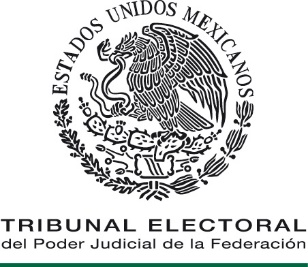 ESTADOS UNIDOS MEXICANOS
TRIBUNAL ELECTORAL
del Poder Judicial de la Federación